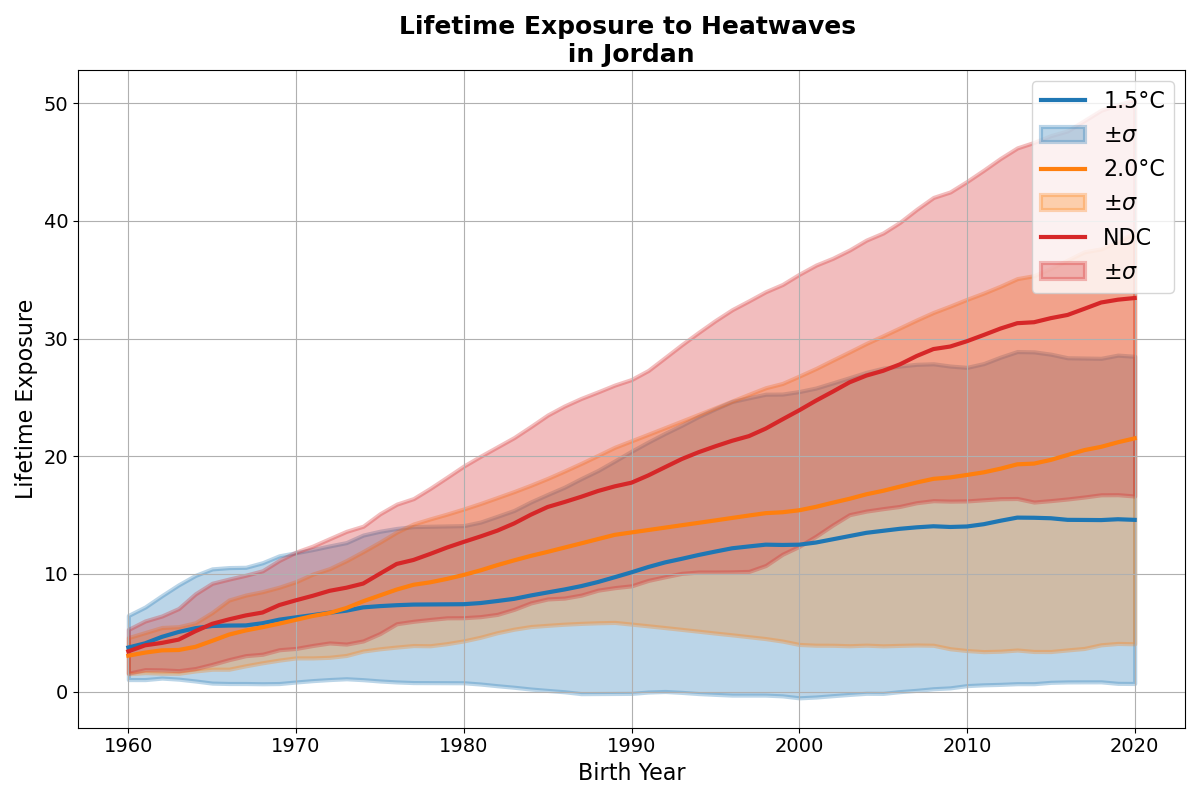 Lifetime Exposure to Heatwaves
in Jordan
Lifetime Exposure
50
40
30
20
10
0
1960 1970 1980 1990 2000 2010 2020
Birth Year
1.5°C
±σ
2.0°C
±σ
NDC
±σ